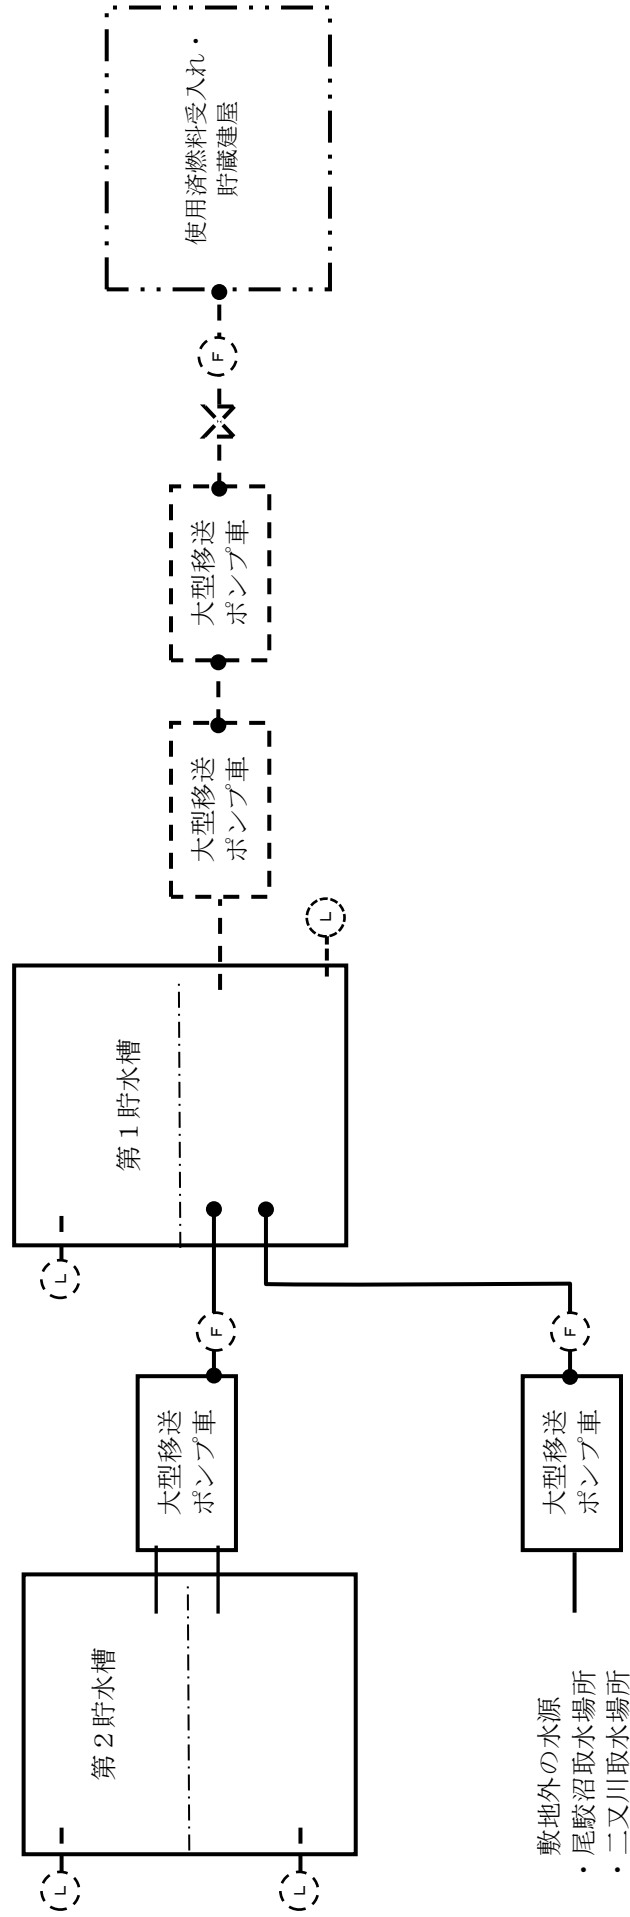 使用済燃料受入れ・
貯蔵建屋
F
大型移送
ポンプ車
大型移送
ポンプ車
L
第１貯水槽
L
F
F
大型移送
ポンプ車
大型移送
ポンプ車
第２貯水槽
L
L
敷地外の水源
・尾駮沼取水場所
・二又川取水場所